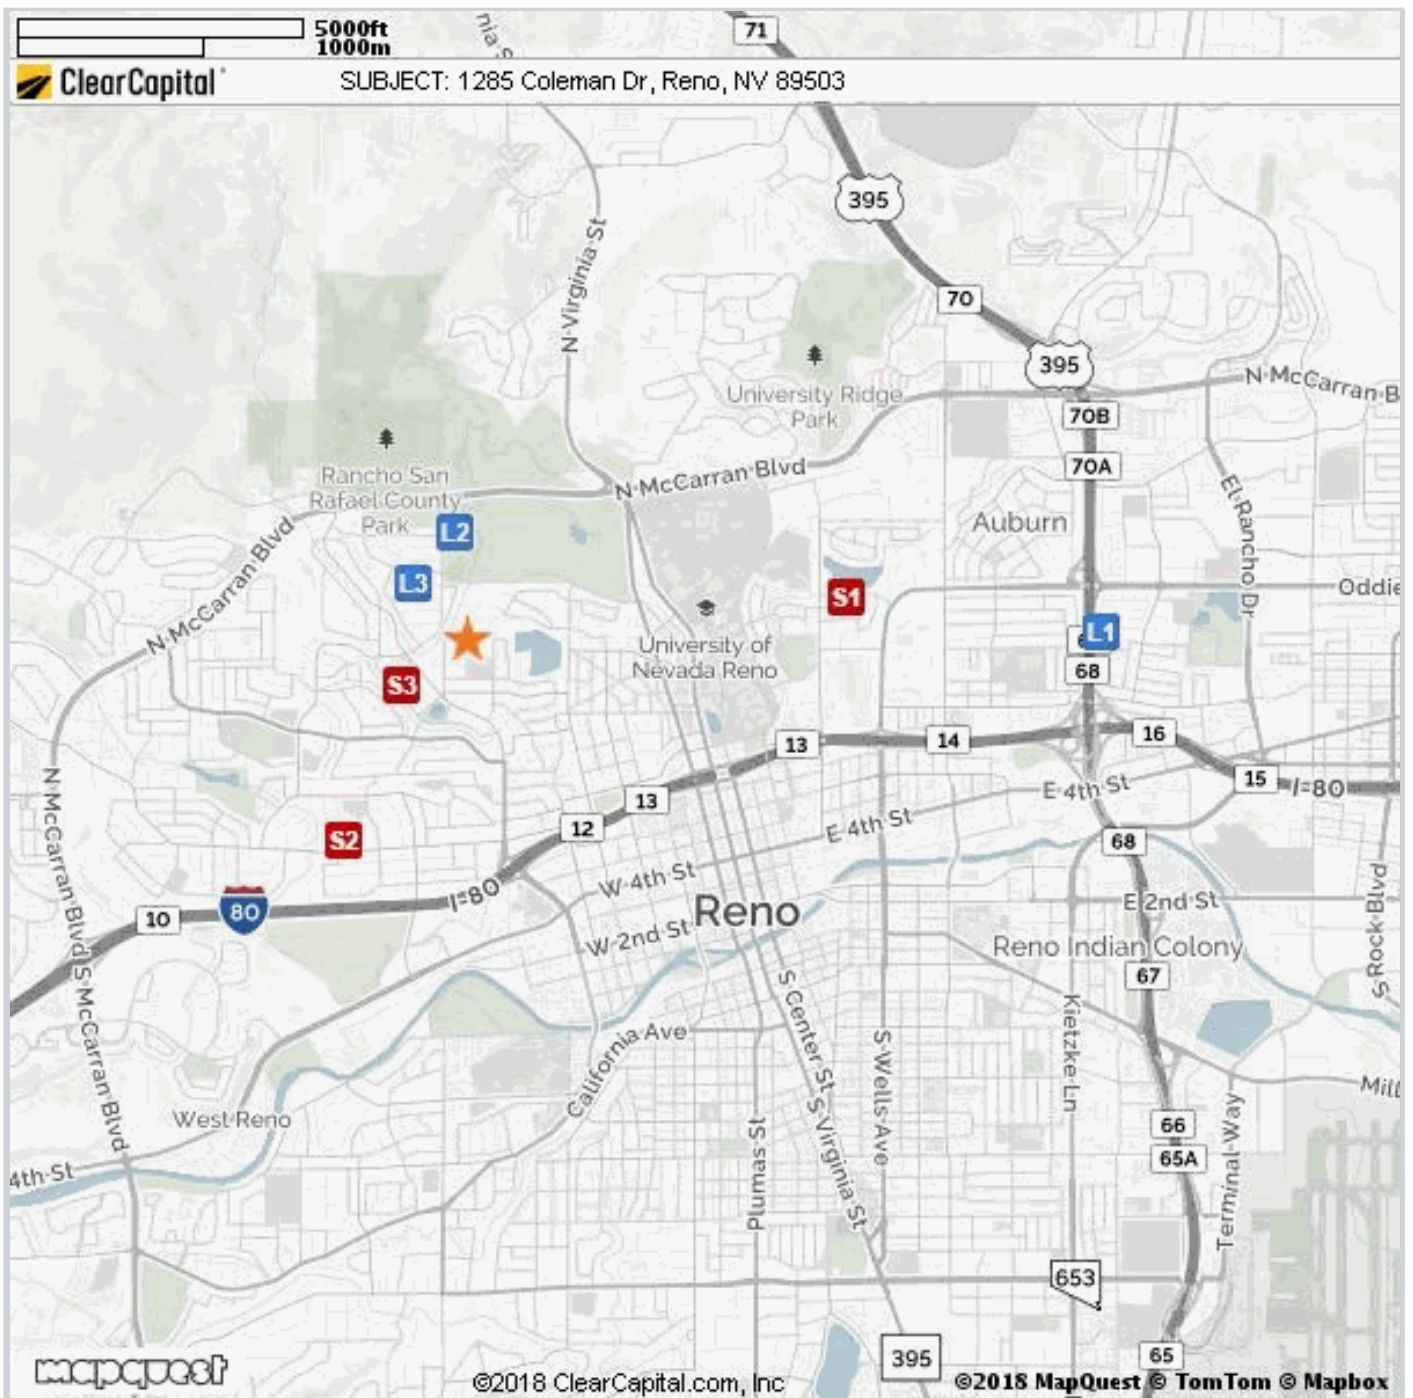 5000ft
1000m
71
ClearCapital
SUBJECT: 1285 Coleman Dr, Reno, NV 89503
395
N Virginia St
70
395
University Ridge
Park
N McCarran B
70B
N McCarran Blvd
70A
Rancho San
Rafael County
Park
El Rancho Dr
Auburn
L2
N McCarran Blvd
L3
S1
Oddie
University of
Nevada Reno
L1
68
S3
13
14
16
15
I-80
N McCarran Blvd
13
12
E 4th St
E 4th St
S2
68
W 4th St
I-80
80
10
Reno
E 2nd St
W 2nd St
Reno Indian Colony
S Rock Blvd
67
S McCarran Blvd
S Center St
Kietzke Ln
California Ave
S Wells Ave
Mill
West Reno
66
65A
S Virginia St
Plumas St
Terminal Way
4th St
653
395
65
mapquest
©2018 ClearCapital.com, Inc
©2018 MapQuest © TomTom © Mapbox